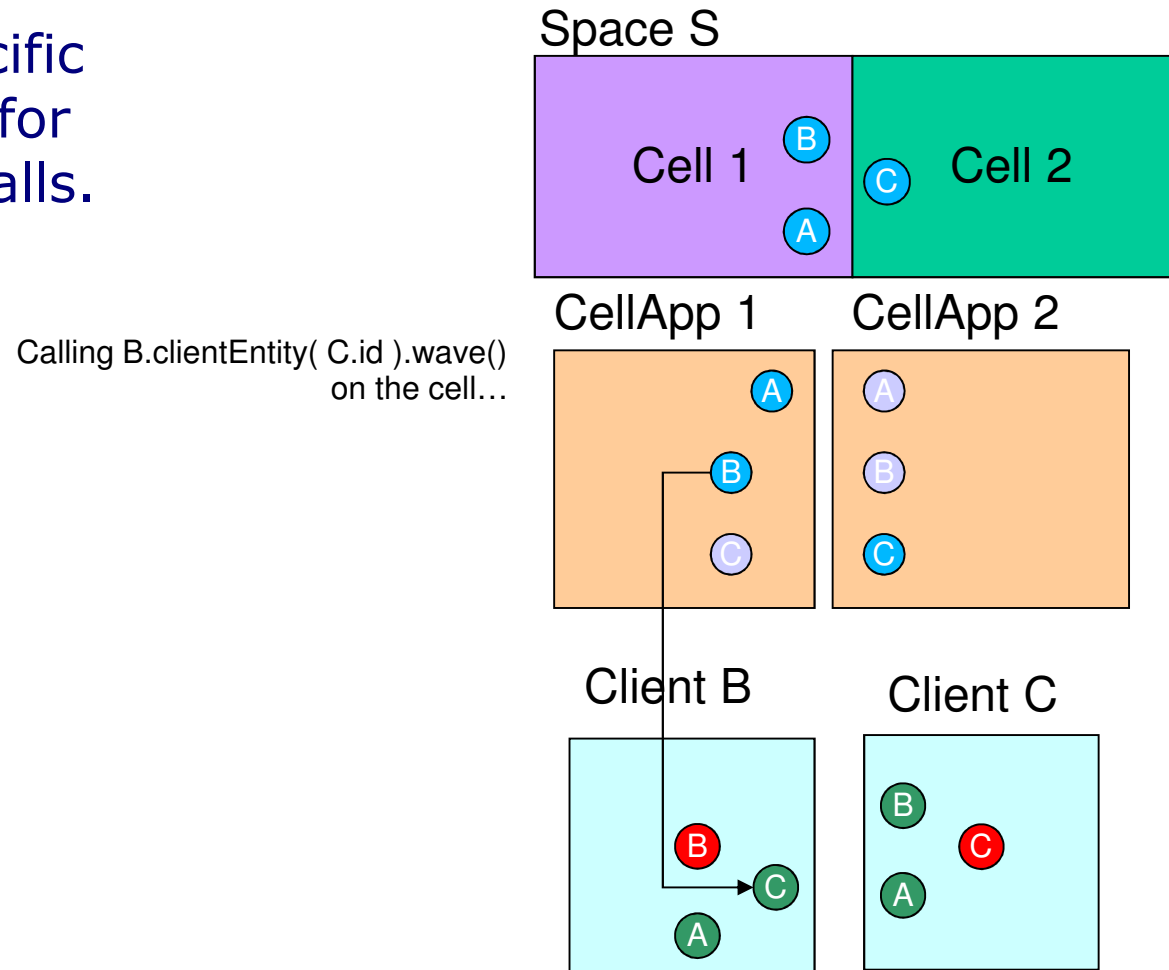 cific
for
alls.
Space S
Cell 1
B
A
C
Cell 2
CellApp 1
CellApp 2
Calling B.clientEntity( C.id ).wave()
on the cell…
A
B
C
A
B
C
Client B
Client C
B
C
A
B
C
A